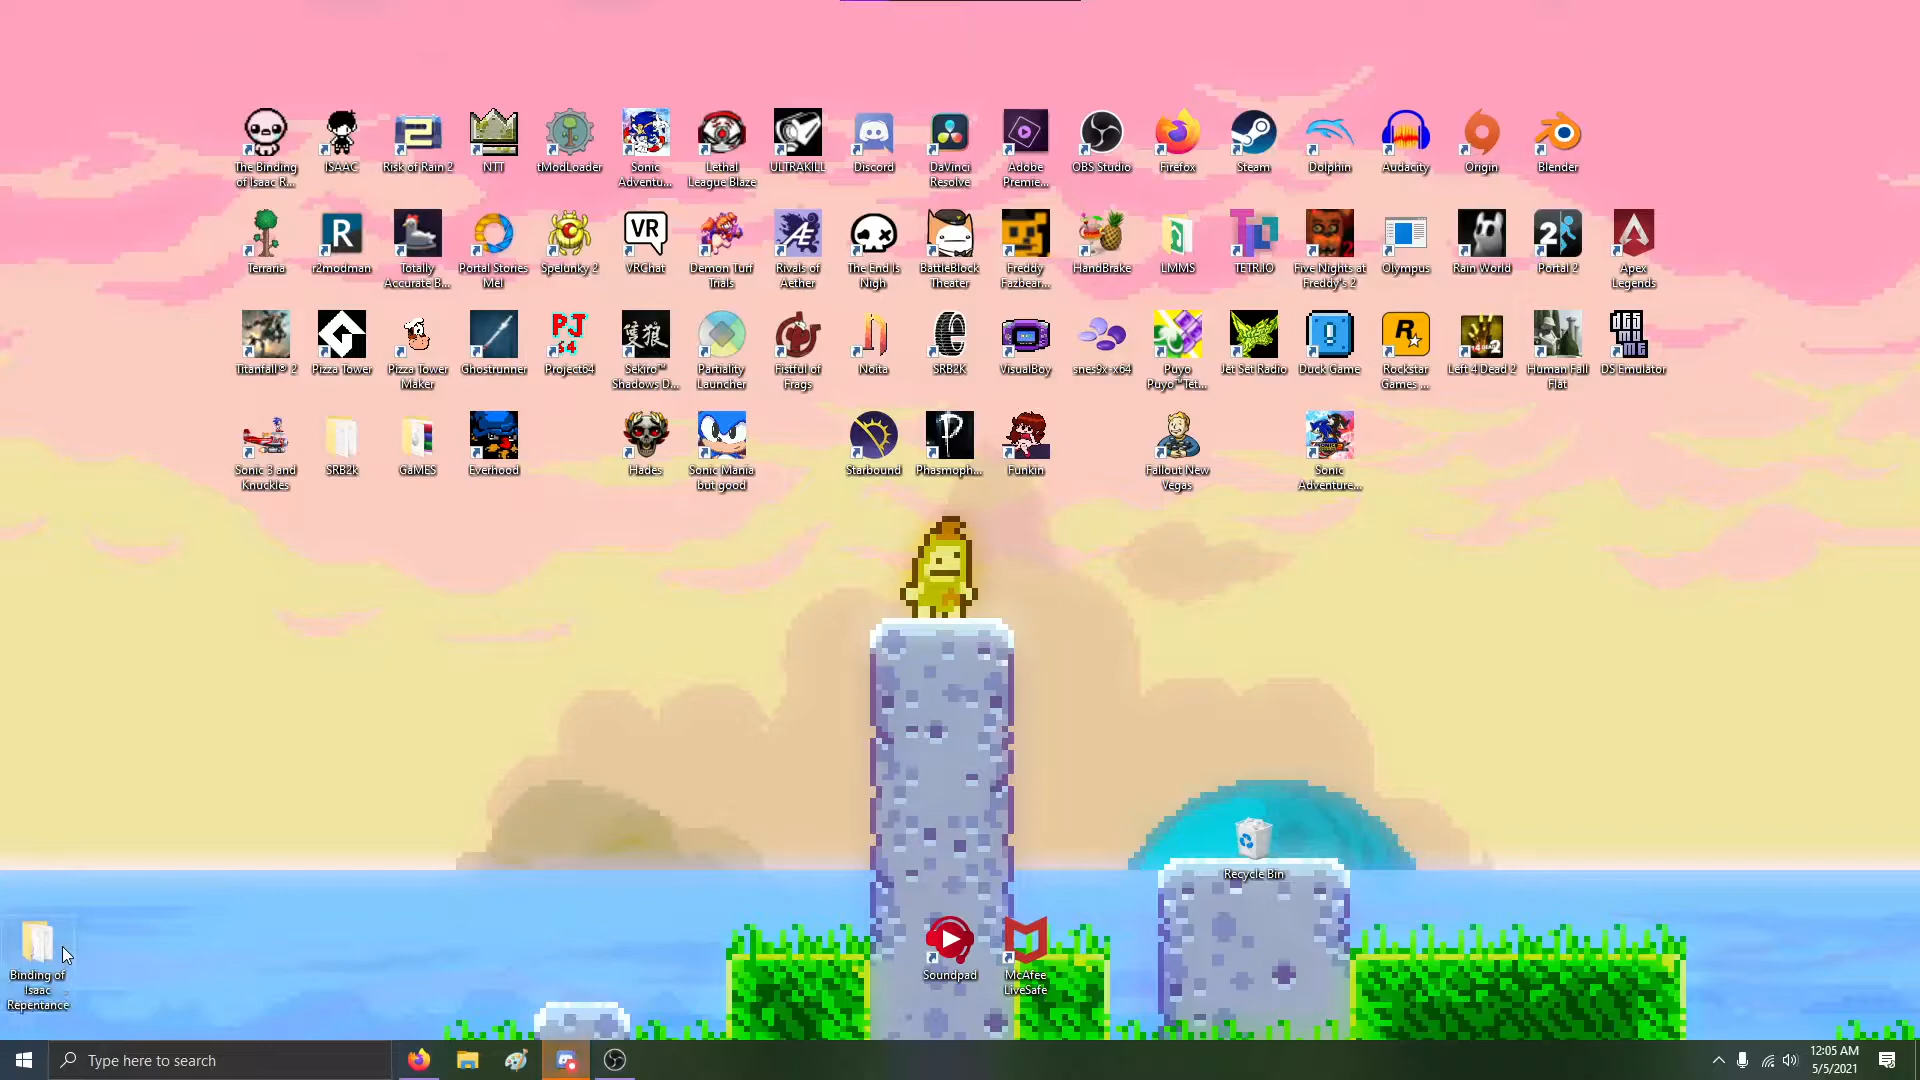 The Binding
of Isaac R...
ISAAC
Risk of Rain 2
NTT
tModLoader
Sonic
Adventu...
Lethal
League Blaze
ULTRAKILL
Discord
DaVinci
Resolve
Adobe
Premie...
OBS Studio
Firefox
Steam
Dolphin
Audacity
Origin
Blender
Terraria
R
r2modman
Totally
Accurate B...
Portal Stories
Mel
Spelunky 2
VR
VRChat
Demon Turf
Trials
Rivals of
Aether
The End Is
Nigh
BattleBlock
Theater
Freddy
Fazbear...
HandBrake
LMMS
TETR.IO
2
Five Nights at
Freddy's 2
Olympus
Rain World
2
Portal 2
Apex
Legends
Titanfall® 2
Pizza Tower
Pizza Tower
Maker
Ghostrunner
PJ
64
Project64
隻狼
Sekiro™
Shadows D...
Partiality
Launcher
Fistful of
Frags
Noita
SRB2K
VisualBoy
snes9x-x64
Puyo
Puyo™Tet...
Jet Set Radio
Duck Game
R
Rockstar
Games ...
Left 4 Dead 2
Human Fall
Flat
DS Emulator
Sonic 3 and
Knuckles
SRB2k
GaMES
Everhood
Hades
Sonic Mania
but good
Starbound
P
Phasmoph...
Funkin
Fallout New
Vegas
Sonic
Adventure...
Recycle Bin
Binding of
Isaac
Repentance
Soundpad
McAfee
LiveSafe
Type here to search
12:05 AM
5/5/2021